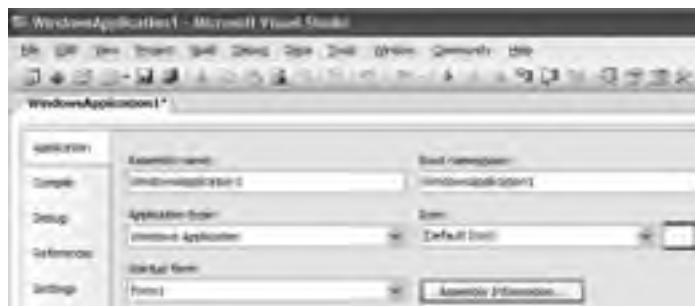 WindowsApplication1 - Microsoft Visual Studio
File Edit View Project Build Debug Data Tools Window Community Help
WindowsApplication1*
Application
Assembly name:
Root namespace:
Compile
WindowsApplication1
WindowsApplication1
Debug
Application type:
Icon:
Windows Application
(Default Icon)
References
Startup form:
Settings
Form1
Assembly Information...